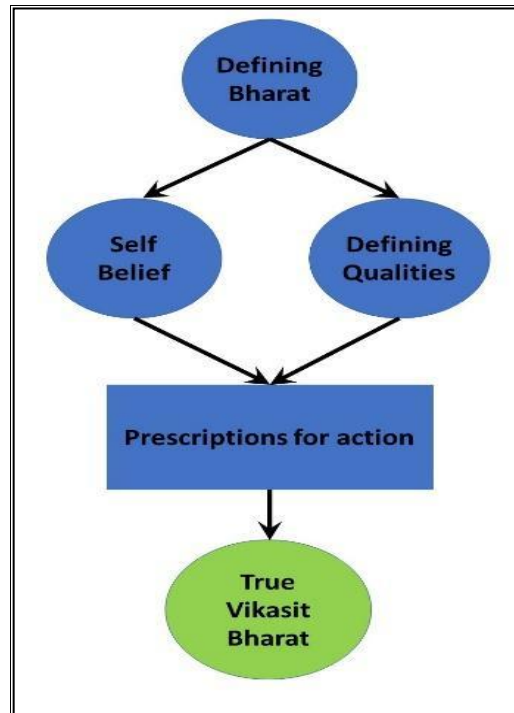 Defining
Bharat
Self
Belief
Defining
Qualities
Prescriptions for action
True
Vikasit
Bharat